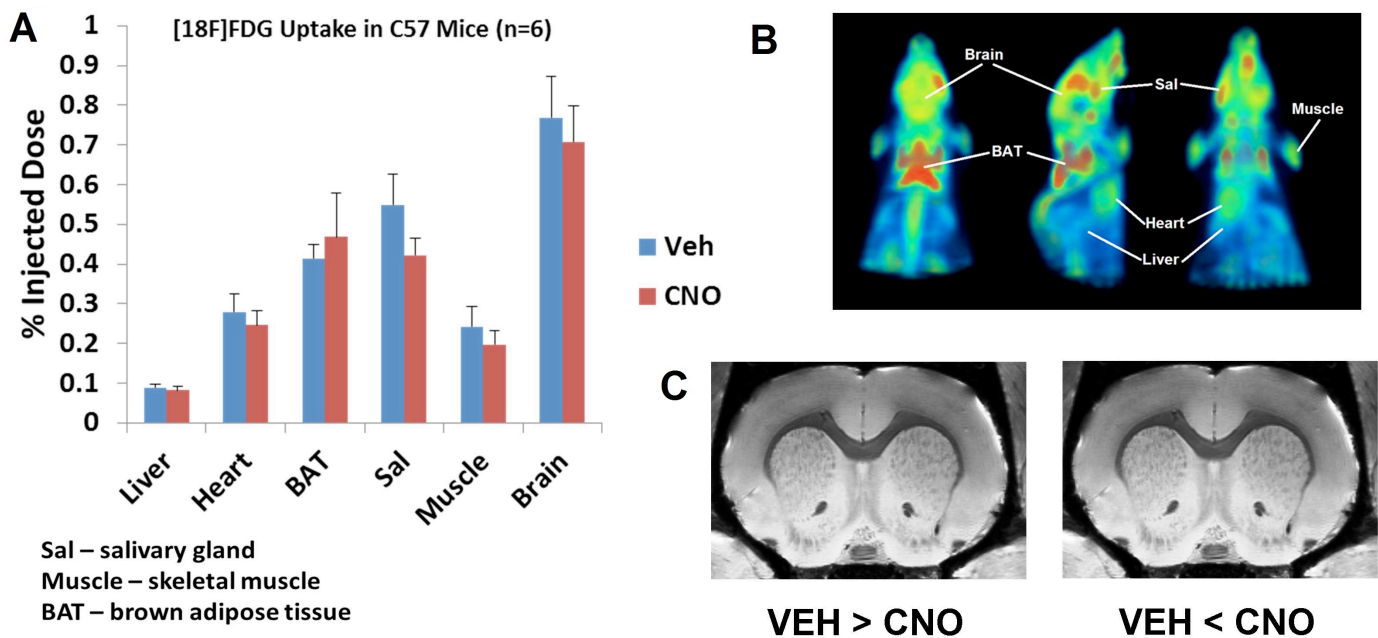 A
[18F]FDG Uptake in C57 Mice (n=6)
% Injected Dose
1
0.9
0.8
0.7
0.6
0.5
0.4
0.3
0.2
0.1
0
Liver
Heart
BAT
Sal
Muscle
Brain
Veh
CNO
Sal – salivary gland
Muscle – skeletal muscle
BAT – brown adipose tissue
B
Brain
Sal
Muscle
BAT
Heart
Liver
C
VEH > CNO
VEH < CNO